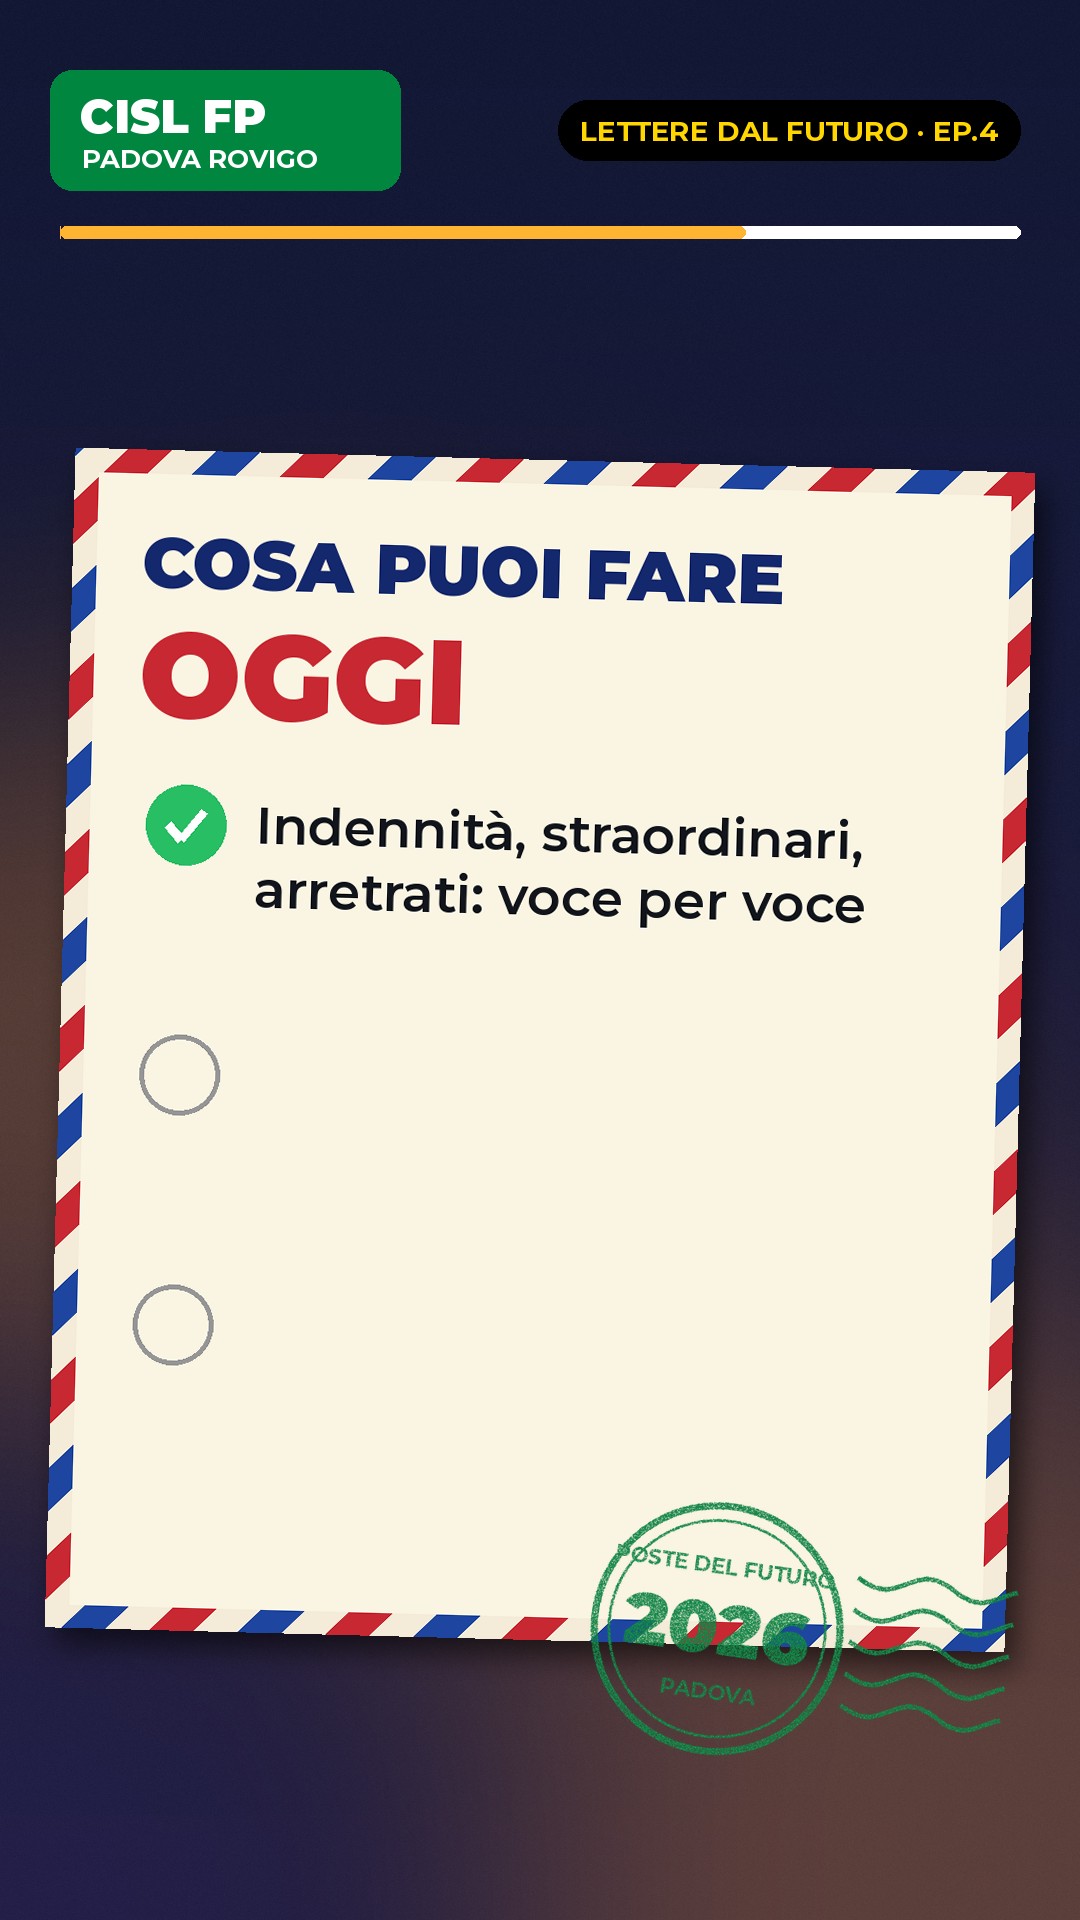 CISL FP
PADOVA ROVIGO
LETTERE DAL FUTURO · EP.4
COSA PUOI FARE
OGGI
Indennità, straordinari,
arretrati: voce per voce
POSTE DEL FUTURO
2026
PADOVA